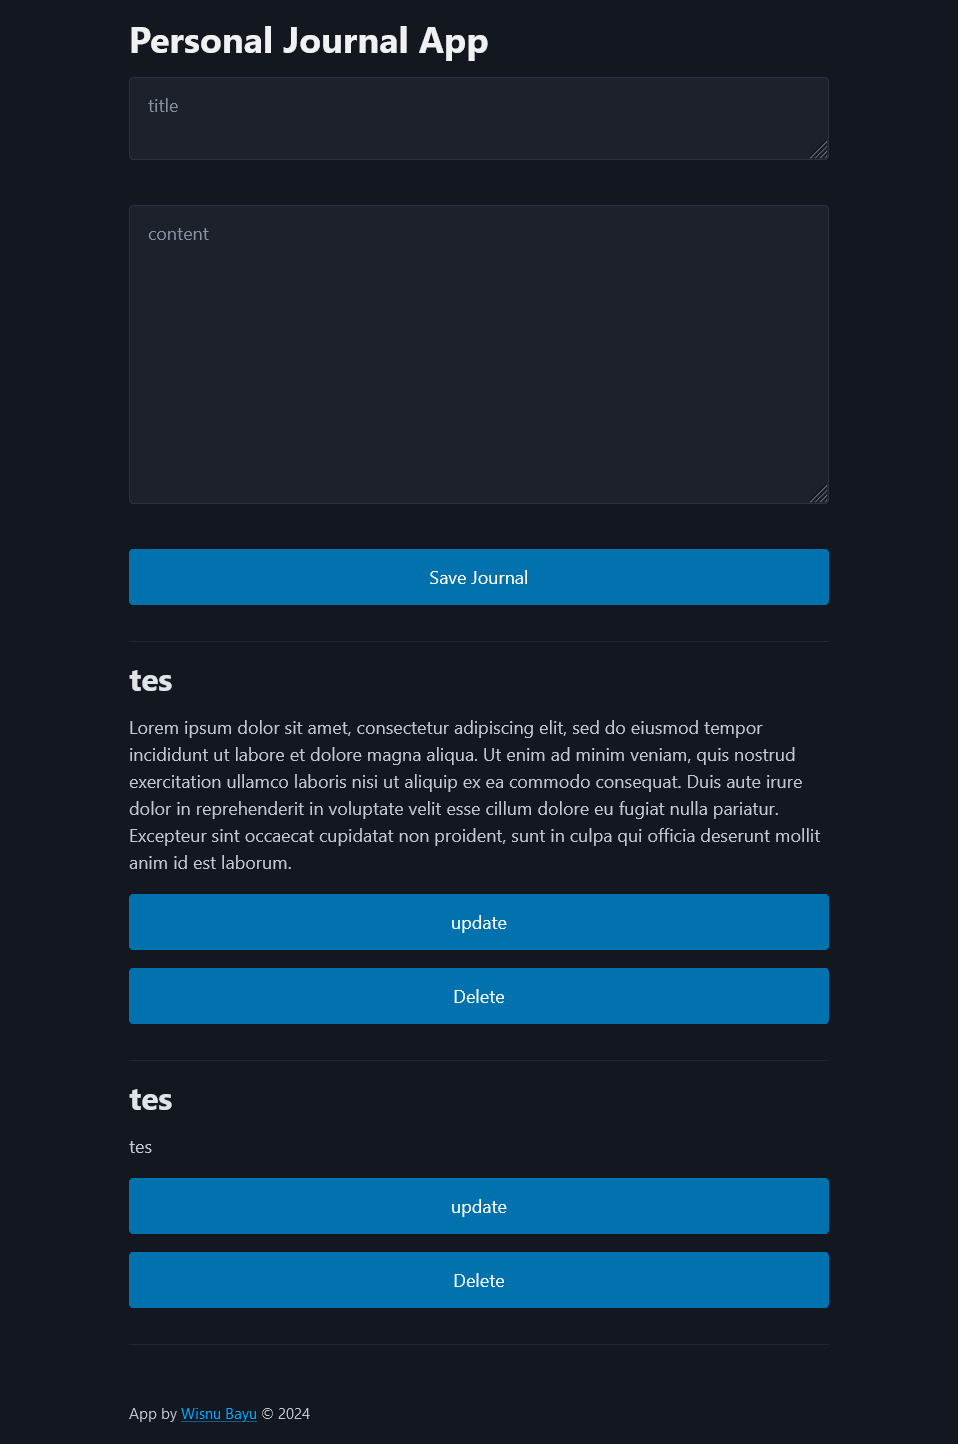 Personal Journal App
title
content
Save Journal
tes
Lorem ipsum dolor sit amet, consectetur adipiscing elit, sed do eiusmod tempor
incididunt ut labore et dolore magna aliqua. Ut enim ad minim veniam, quis nostrud
exercitation ullamco laboris nisi ut aliquip ex ea commodo consequat. Duis aute irure
dolor in reprehenderit in voluptate velit esse cillum dolore eu fugiat nulla pariatur.
Excepteur sint occaecat cupidatat non proident, sunt in culpa qui officia deserunt mollit
anim id est laborum.
update
Delete
tes
tes
update
Delete
App by Wisnu Bayu © 2024